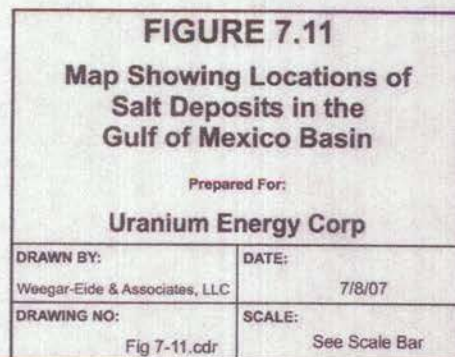 FIGURE 7.11
Map Showing Locations of
Salt Deposits in the
Gulf of Mexico Basin
Prepared For:
Uranium Energy Corp
DRAWN BY:
Weegar-Eide & Associates, LLC
DATE:
7/8/07
DRAWING NO:
Fig 7-11.cdr
SCALE:
See Scale Bar